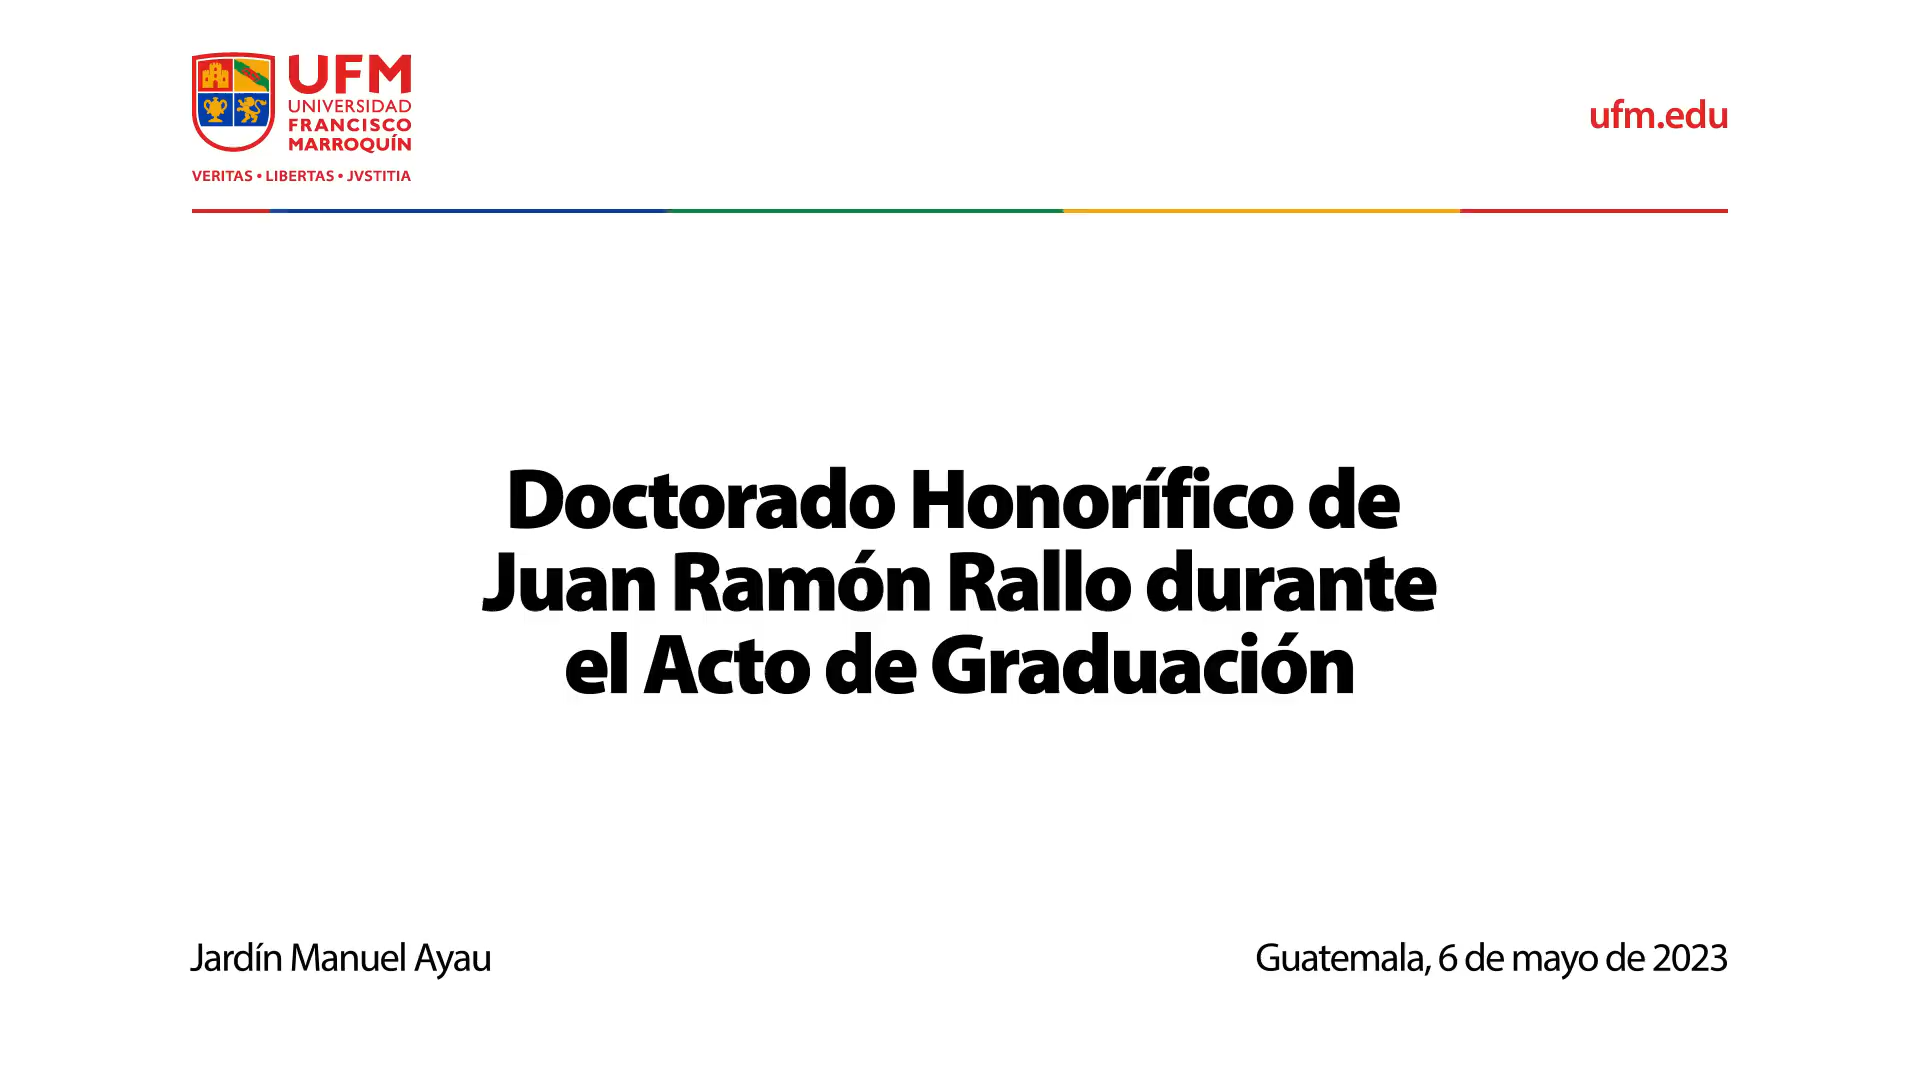 UFM
UNIVERSIDAD
FRANCISCO
MARROQUÍN
VERITAS • LIBERTAS • JVSTITIA
ufm.edu
Doctorado Honorífico de
Juan Ramón Rallo durante
el Acto de Graduación
Jardín Manuel Ayau
Guatemala, 6 de mayo de 2023